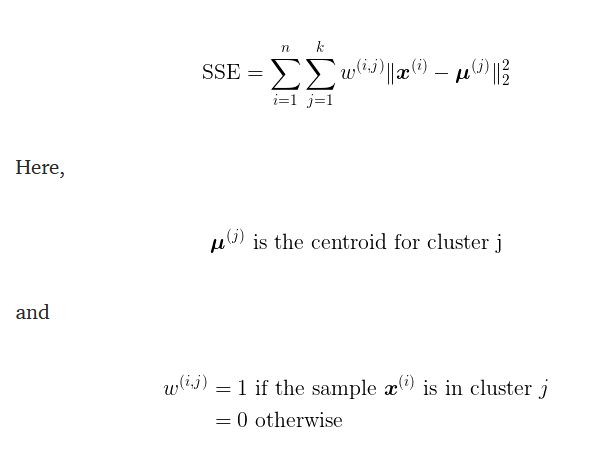 SSE = \sum_{i=1}^{n} \sum_{j=1}^{k} w^{(i,j)} \| \boldsymbol{x}^{(i)} - \boldsymbol{\mu}^{(j)} \|_2^2
Here,
\boldsymbol{\mu}^{(j)} is the centroid for cluster j
and
w^{(i,j)} = 1 if the sample \boldsymbol{x}^{(i)} is in cluster j
= 0 otherwise